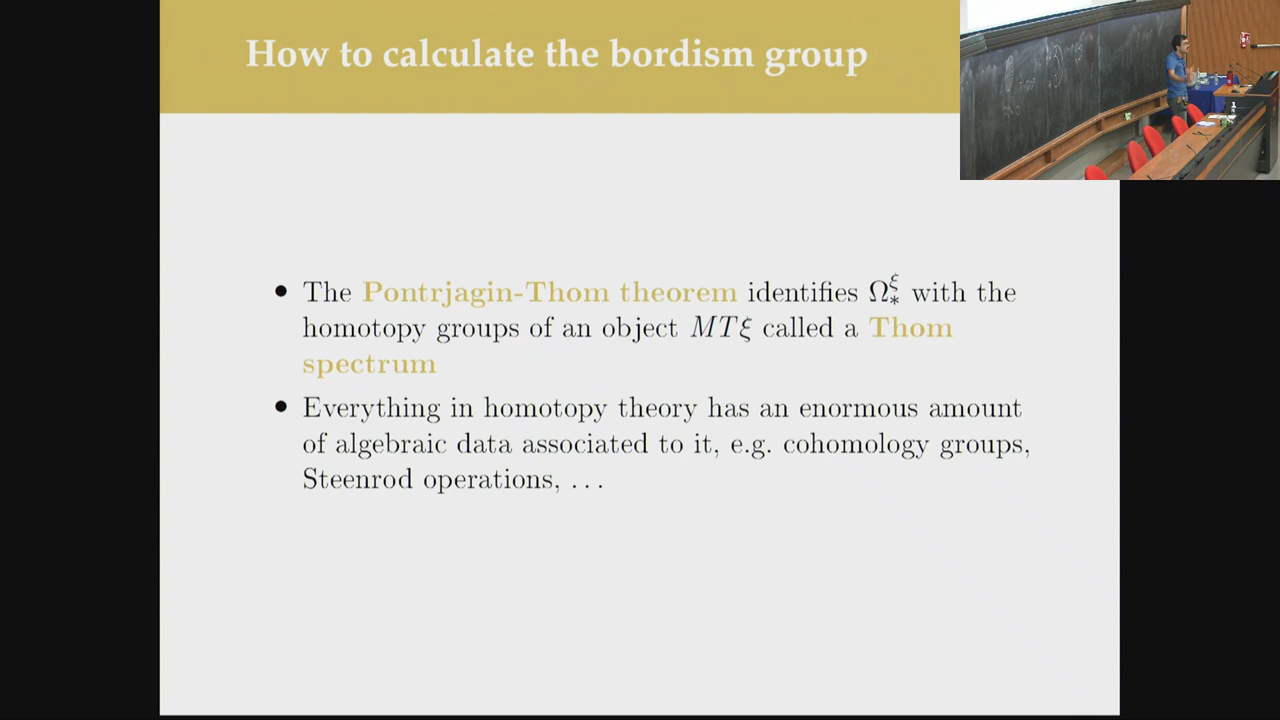 How to calculate the bordism group
• The Pontrjagin-Thom theorem identifies Ω^ξ_* with the
homotopy groups of an object MTξ called a Thom
spectrum
• Everything in homotopy theory has an enormous amount
of algebraic data associated to it, e.g. cohomology groups,
Steenrod operations, ...